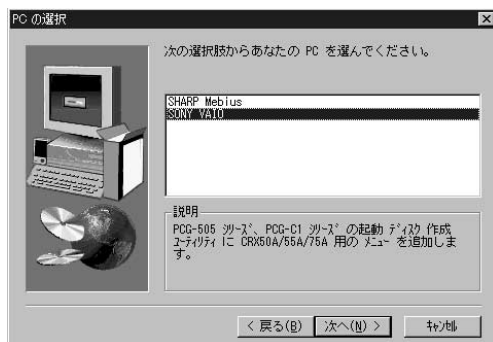 PC の選択
次の選択肢からあなたの PC を選んでください。
SHARP Mebius
SONY VAIO
説明
PCG-505 ｼﾘｰｽﾞ、PCG-C1 ｼﾘｰｽﾞ の起動 ﾃﾞｨｽｸ 作成
ﾕｰﾃｨﾘﾃｨ に CRX50A/55A/75A 用の ﾒﾆｭｰ を追加しま
す。
< 戻る(B) 次へ(N) > ｷｬﾝｾﾙ